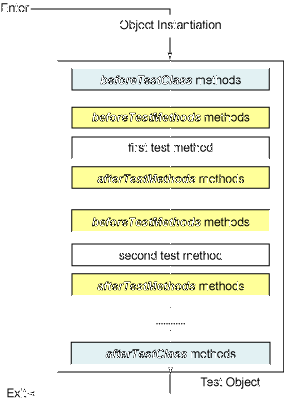 Enter
Object Instantiation
beforeTestClass methods
beforeTestMethods methods
first test method
afterTestMethods methods
beforeTestMethods methods
second test method
afterTestMethods methods
............
afterTestClass methods
Test Object
Exit